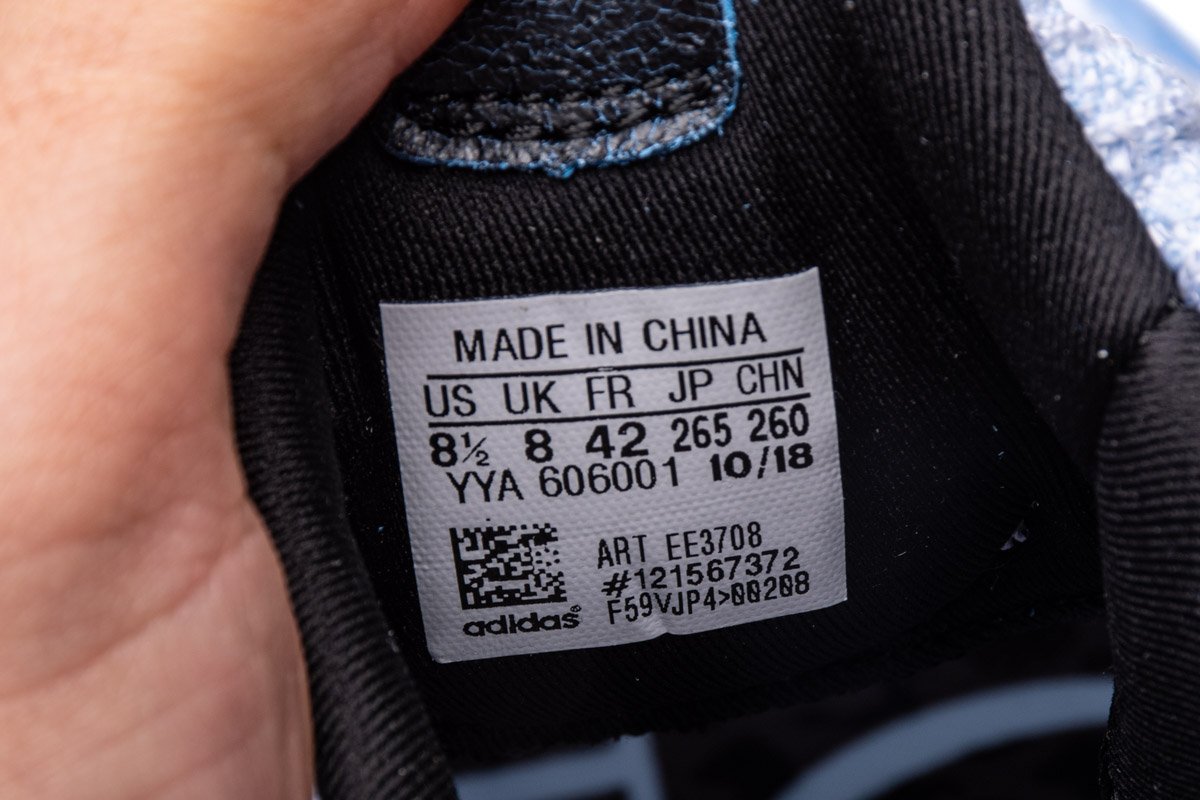 MADE IN CHINA
US UK FR JP CHN
8½ 8 42 265 260
YYA 606001 10/18
ART EE3708
#121567372
F59VJP4>00208
adidas®